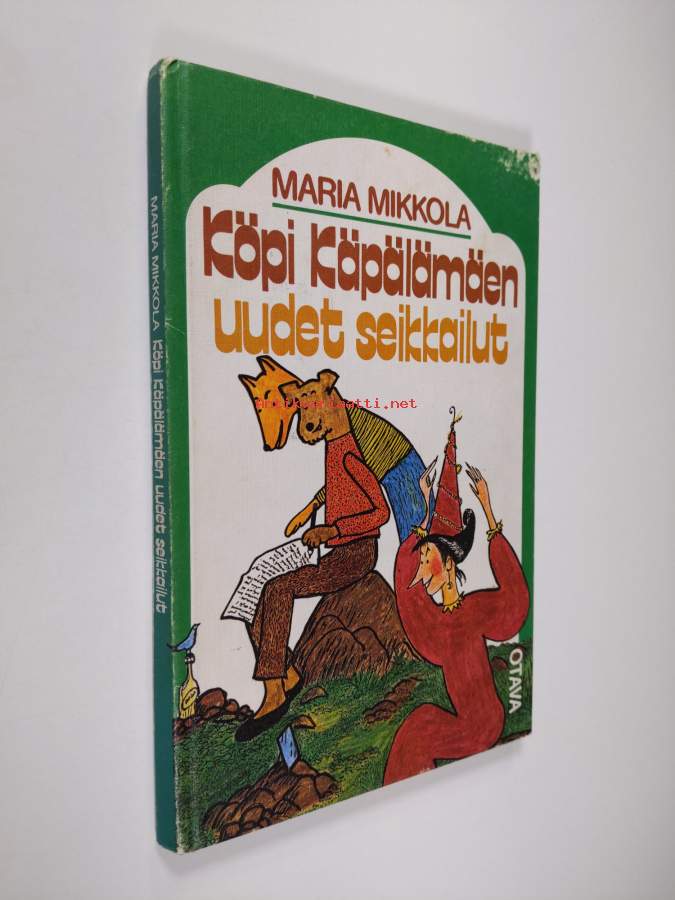 MARIA MIKKOLA
Köpi Käpälämäen
uudet seikkailut
OTAVA
MARIA MIKKOLA Köpi Käpälämäen uudet seikkailut